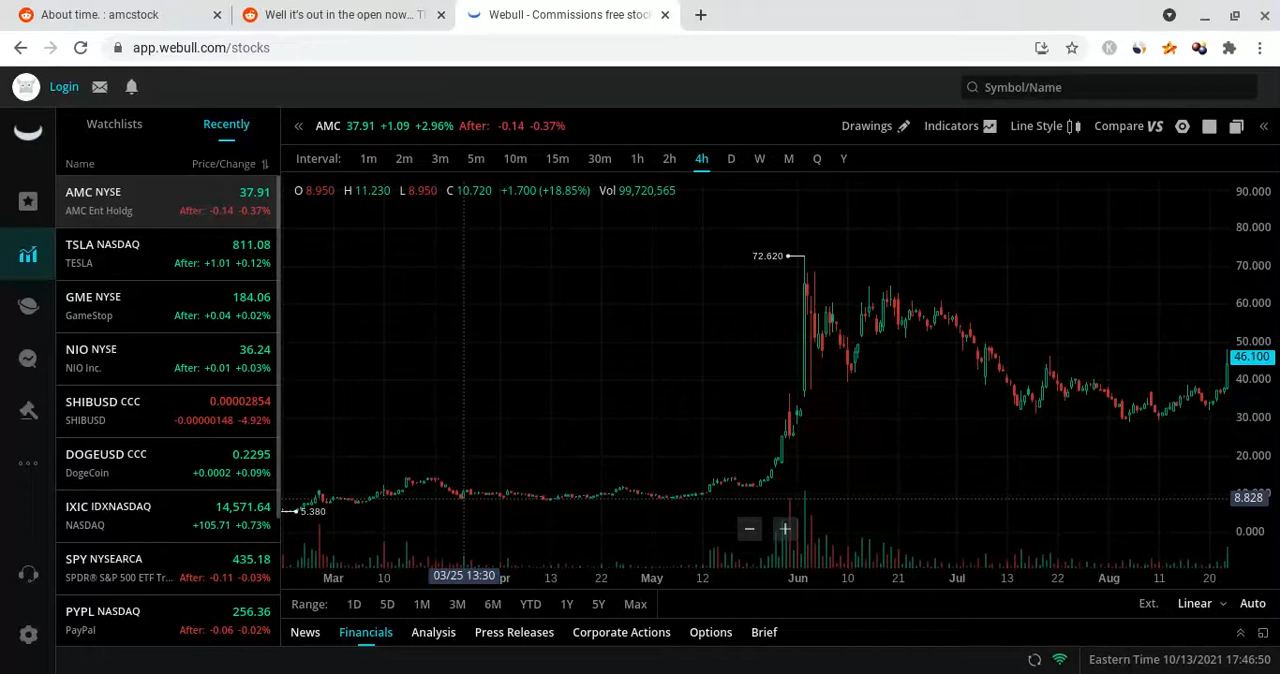 About time. : amcstock
Well it's out in the open now… T
Webull - Commissions free stoc
app.webull.com/stocks
K
Login
Symbol/Name
Watchlists
Recently
AMC 37.91 +1.09 +2.96% After: -0.14 -0.37%
Drawings
Indicators
Line Style
Compare VS
Name
Price/Change
Interval: 1m 2m 3m 5m 10m 15m 30m 1h 2h 4h D W M Q Y
AMC NYSE 37.91
AMC Ent Holdg After: -0.14 -0.37%
O 8.950 H 11.230 L 8.950 C 10.720 +1.700 (+18.85%) Vol 99,720,565
TSLA NASDAQ 811.08
TESLA After: +1.01 +0.12%
GME NYSE 184.06
GameStop After: +0.04 +0.02%
NIO NYSE 36.24
NIO Inc. After: +0.01 +0.03%
SHIBUSD CCC 0.00002854
SHIBUSD -0.00000148 -4.92%
DOGEUSD CCC 0.2295
DogeCoin +0.0002 +0.09%
IXIC IDXNASDAQ 14,571.64
NASDAQ +105.71 +0.73%
SPY NYSEARCA 435.18
SPDR® S&P 500 ETF Tr... After: -0.11 -0.03%
PYPL NASDAQ 256.36
PayPal After: -0.06 -0.02%
90.000
80.000
72.620
70.000
60.000
50.000
46.100
40.000
30.000
20.000
8.828
5.380
0.000
Mar 10 03/25 13:30 pr 13 22 May 12 Jun 10 21 Jul 13 22 Aug 11 20
Range: 1D 5D 1M 3M 6M YTD 1Y 5Y Max
Ext. Linear Auto
News Financials Analysis Press Releases Corporate Actions Options Brief
Eastern Time 10/13/2021 17:46:50